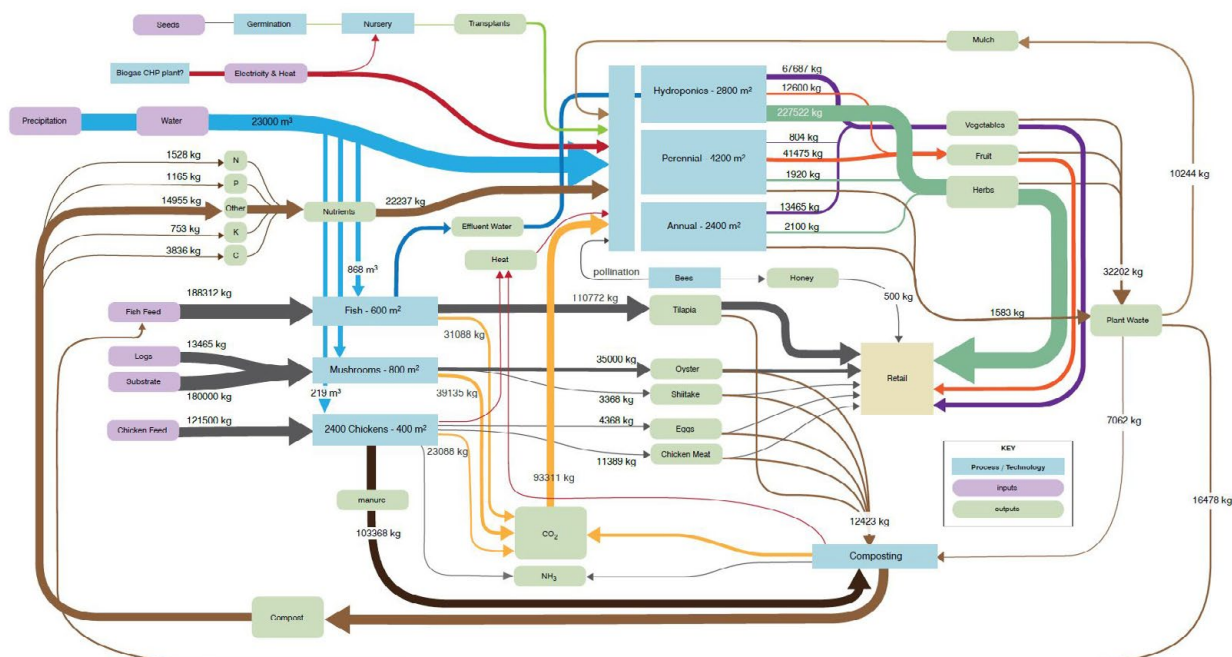 Seeds
Germination
Nursery
Transplants
Mulch
Biogas CHP plant?
Electricity & Heat
Precipitation
Water
23000 m³
Hydroponics - 2800 m²
67687 kg
12600 kg
227522 kg
Vegetables
Perennial - 4200 m²
804 kg
41475 kg
1920 kg
Fruit
Herbs
10244 kg
Annual - 2400 m²
13465 kg
2100 kg
1528 kg
N
1165 kg
P
14955 kg
Other
753 kg
K
3836 kg
C
Nutrients
22237 kg
Effluent Water
Heat
868 m³
pollination
Bees
Honey
500 kg
32202 kg
1583 kg
Plant Waste
188312 kg
Fish Feed
Fish - 600 m²
110772 kg
Tilapia
31088 kg
13465 kg
Logs
Substrate
180000 kg
Mushrooms - 800 m²
35000 kg
Oyster
Shiitake
3368 kg
39135 kg
Retail
219 m³
121500 kg
Chicken Feed
2400 Chickens - 400 m²
4368 kg
Eggs
Chicken Meat
11389 kg
23088 kg
7062 kg
KEY
Process / Technology
inputs
outputs
93311 kg
manure
103368 kg
16478 kg
CO₂
12423 kg
Composting
NH₃
Compost